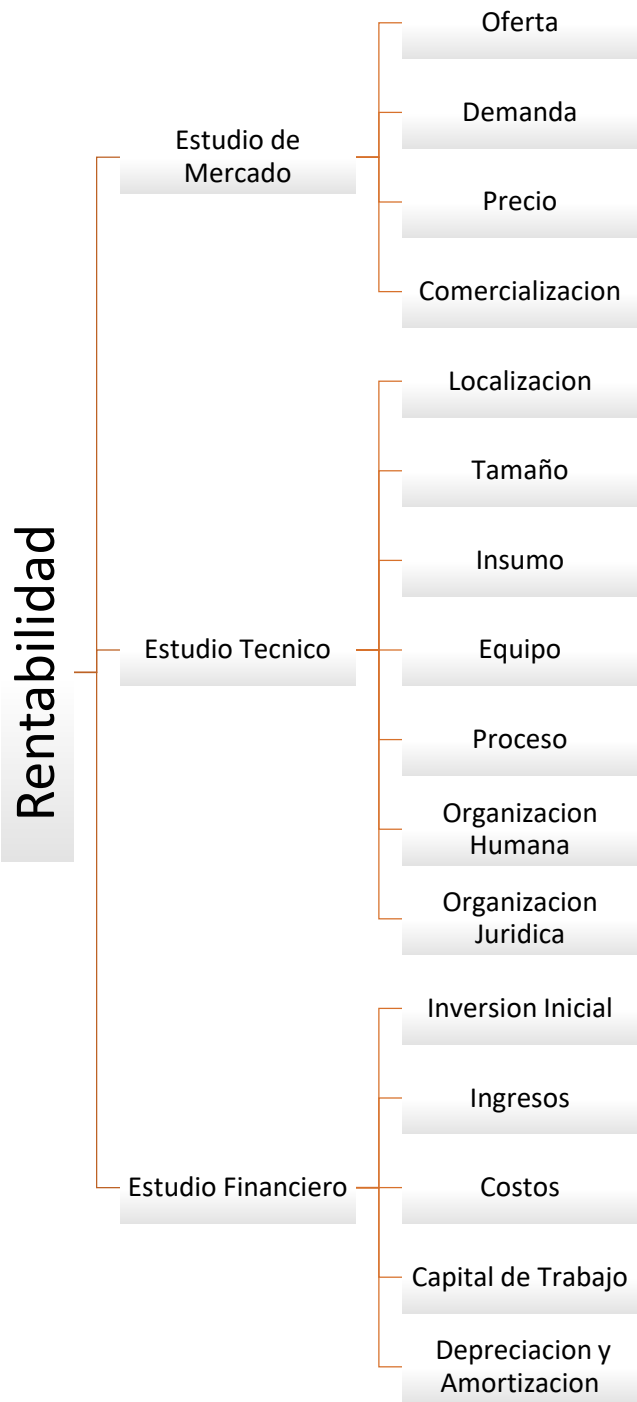 Rentabilidad
Estudio de
Mercado
Oferta
Demanda
Precio
Comercializacion
Estudio Tecnico
Localizacion
Tamaño
Insumo
Equipo
Proceso
Organizacion
Humana
Organizacion
Juridica
Estudio Financiero
Inversion Inicial
Ingresos
Costos
Capital de Trabajo
Depreciacion y
Amortizacion